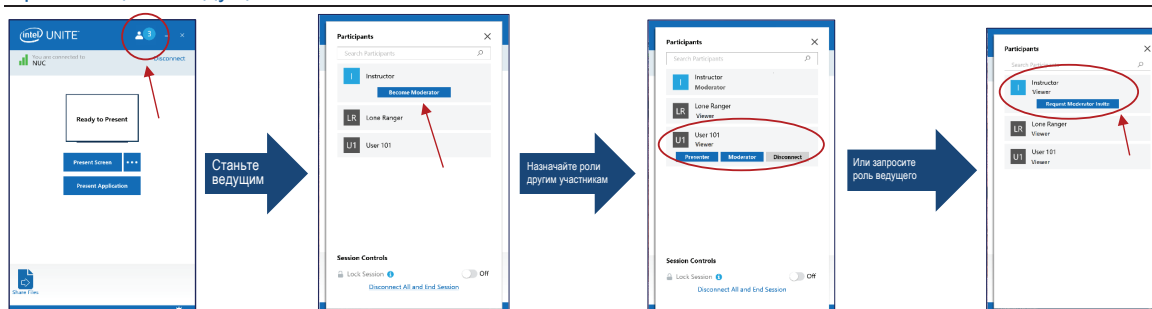 intel UNITE
3
You are connected to
NUC
Disconnect
Ready to Present
Present Screen
Present Application
Share Files
Станьте
ведущим
Participants
Search Participants
I
Instructor
Become Moderator
LR
Lone Ranger
U1
User 101
Session Controls
Lock Session
Off
Disconnect All and End Session
Назначайте роли
другим участникам
Participants
Search Participants
I
Instructor
Moderator
LR
Lone Ranger
Viewer
U1
User 101
Viewer
Presenter
Moderator
Disconnect
Session Controls
Lock Session
Off
Disconnect All and End Session
Или запросите
роль ведущего
Participants
Search Participants
I
Instructor
Viewer
Request Moderator Invite
LR
Lone Ranger
Viewer
U1
User 101
Viewer